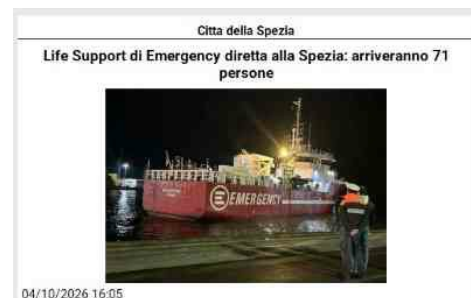 Citta della Spezia
Life Support di Emergency diretta alla Spezia: arriveranno 71
persone
EMERGENCY
04/10/2026 16:05